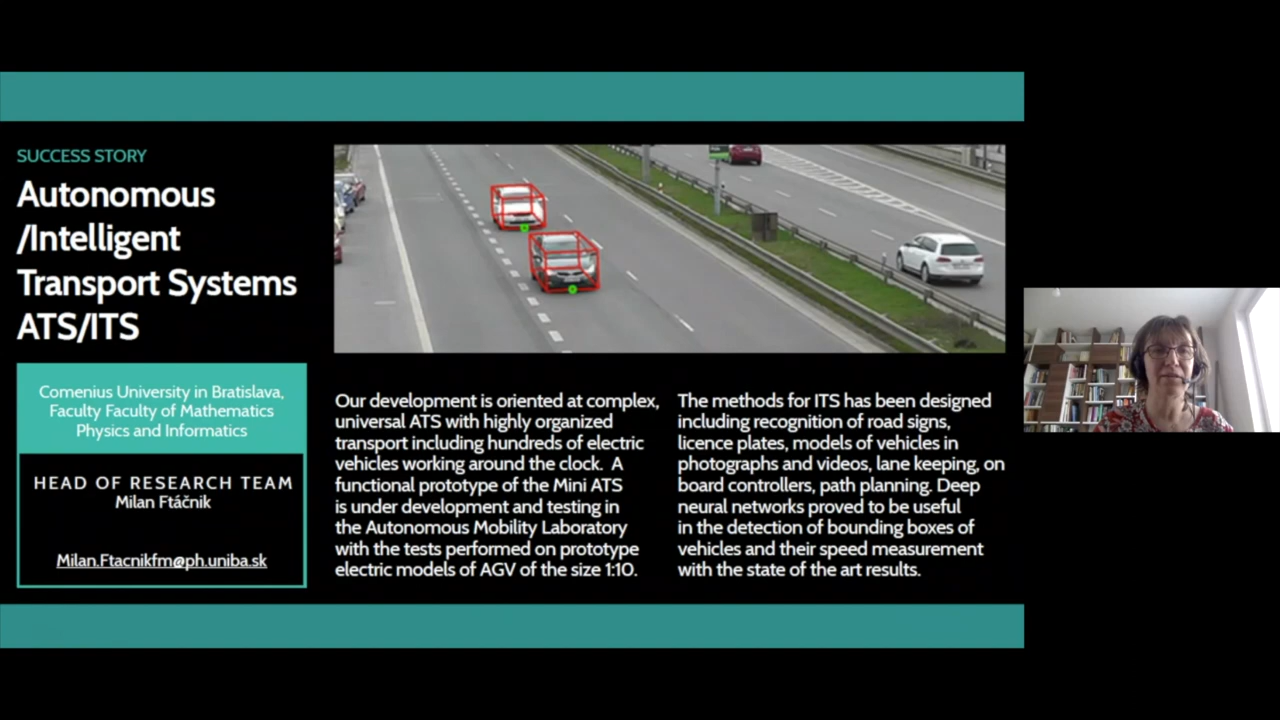 SUCCESS STORY
Autonomous
/Intelligent
Transport Systems
ATS/ITS
Comenius University in Bratislava,
Faculty Faculty of Mathematics
Physics and Informatics
HEAD OF RESEARCH TEAM
Milan Ftáčnik
Milan.Ftacnikfm@ph.uniba.sk
Our development is oriented at complex,
universal ATS with highly organized
transport including hundreds of electric
vehicles working around the clock. A
functional prototype of the Mini ATS
is under development and testing in
the Autonomous Mobility Laboratory
with the tests performed on prototype
electric models of AGV of the size 1:10.
The methods for ITS has been designed
including recognition of road signs,
licence plates, models of vehicles in
photographs and videos, lane keeping, on
board controllers, path planning. Deep
neural networks proved to be useful
in the detection of bounding boxes of
vehicles and their speed measurement
with the state of the art results.